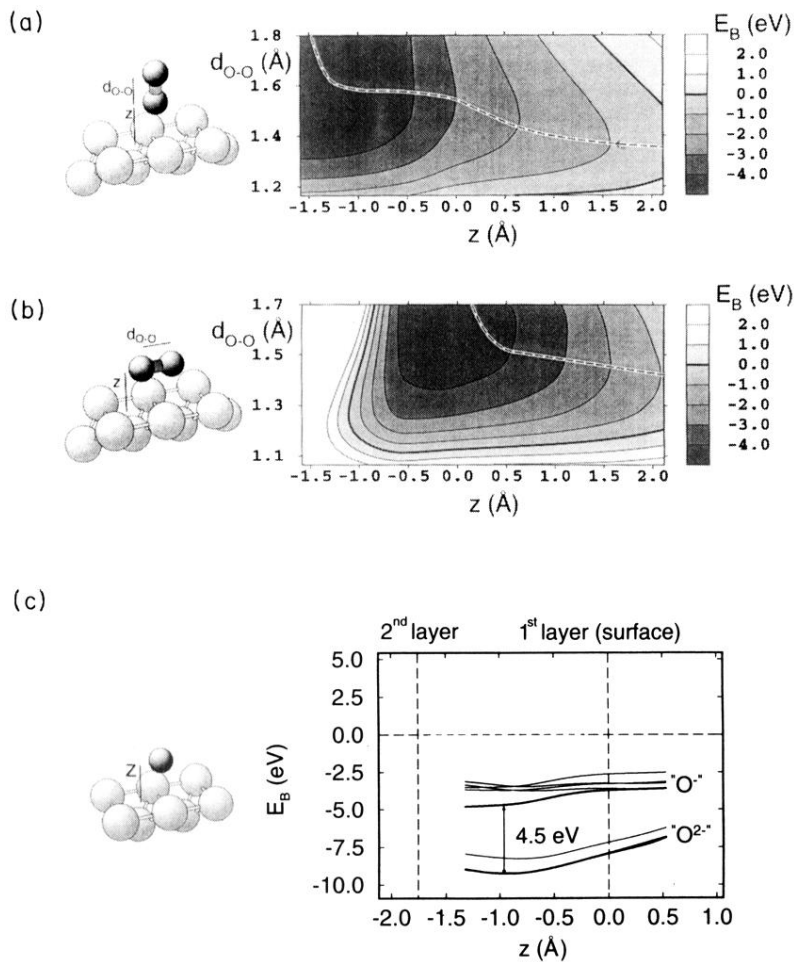 (a)
d_O-O
z
d_O-O (Å)
1.8
1.6
1.4
1.2
-1.5 -1.0 -0.5 0.0 0.5 1.0 1.5 2.0
z (Å)
E_B (eV)
2.0
1.0
0.0
-1.0
-2.0
-3.0
-4.0
(b)
d_O-O
z
d_O-O (Å)
1.7
1.5
1.3
1.1
-1.5 -1.0 -0.5 0.0 0.5 1.0 1.5 2.0
z (Å)
E_B (eV)
2.0
1.0
0.0
-1.0
-2.0
-3.0
-4.0
(c)
z
2nd layer 1st layer (surface)
E_B (eV)
5.0
2.5
0.0
-2.5
-5.0
-7.5
-10.0
"O-"
4.5 eV
"O2-"
-2.0 -1.5 -1.0 -0.5 0.0 0.5 1.0
z (Å)